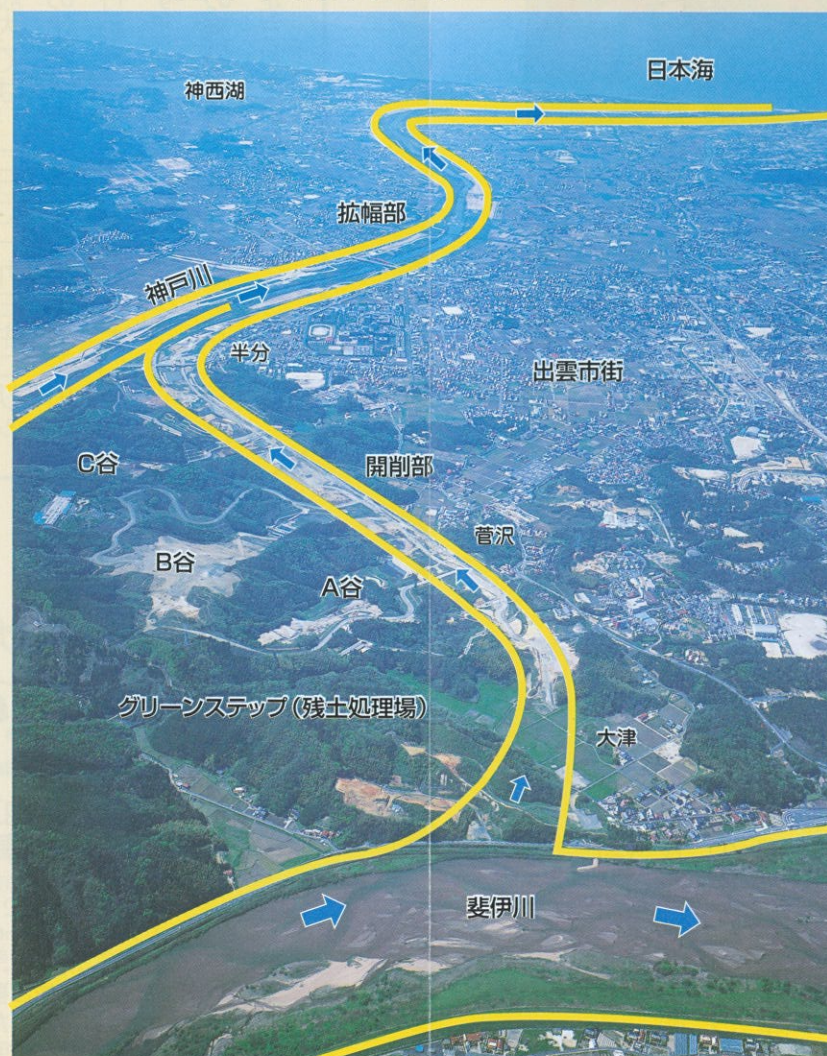 日本海
神西湖
拡幅部
神戸川
半分
出雲市街
C谷
開削部
菅沢
B谷
A谷
グリーンステップ(残土処理場)
大津
斐伊川